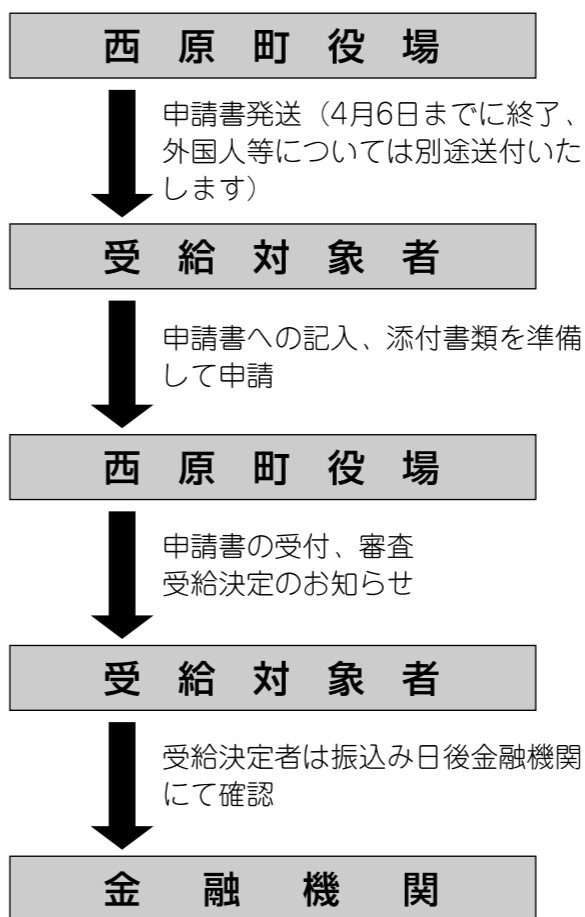 西原町役場
申請書発送（4月6日までに終了、
外国人等については別途送付いた
します）
受給対象者
申請書への記入、添付書類を準備
して申請
西原町役場
申請書の受付、審査
受給決定のお知らせ
受給対象者
受給決定者は振込み日後金融機関
にて確認
金融機関